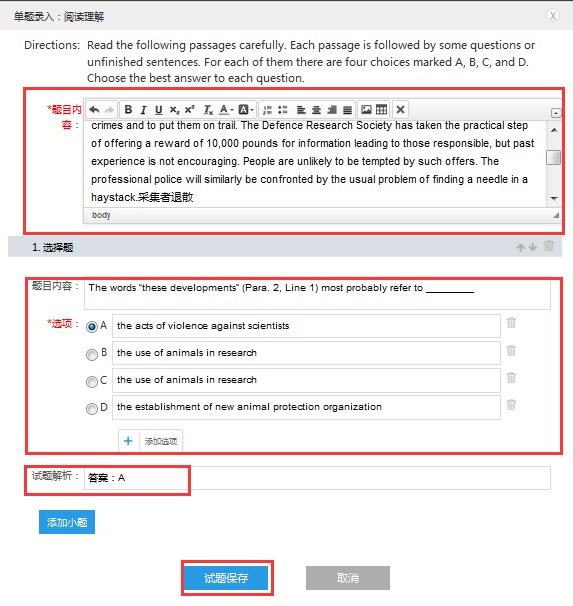 单题录入：阅读理解
Directions: Read the following passages carefully. Each passage is followed by some questions or
unfinished sentences. For each of them there are four choices marked A, B, C, and D.
Choose the best answer to each question.
*题目内容：
crimes and to put them on trail. The Defence Research Society has taken the practical step
of offering a reward of 10,000 pounds for information leading to those responsible, but past
experience is not encouraging. People are unlikely to be tempted by such offers. The
professional police will similarly be confronted by the usual problem of finding a needle in a
haystack.采集者退散
body
1. 选择题
题目内容： The words "these developments" (Para. 2, Line 1) most probably refer to _________
*选项： A the acts of violence against scientists
B the use of animals in research
C the use of animals in research
D the establishment of new animal protection organization
+ 添加选项
试题解析： 答案：A
添加小题
试题保存 取消